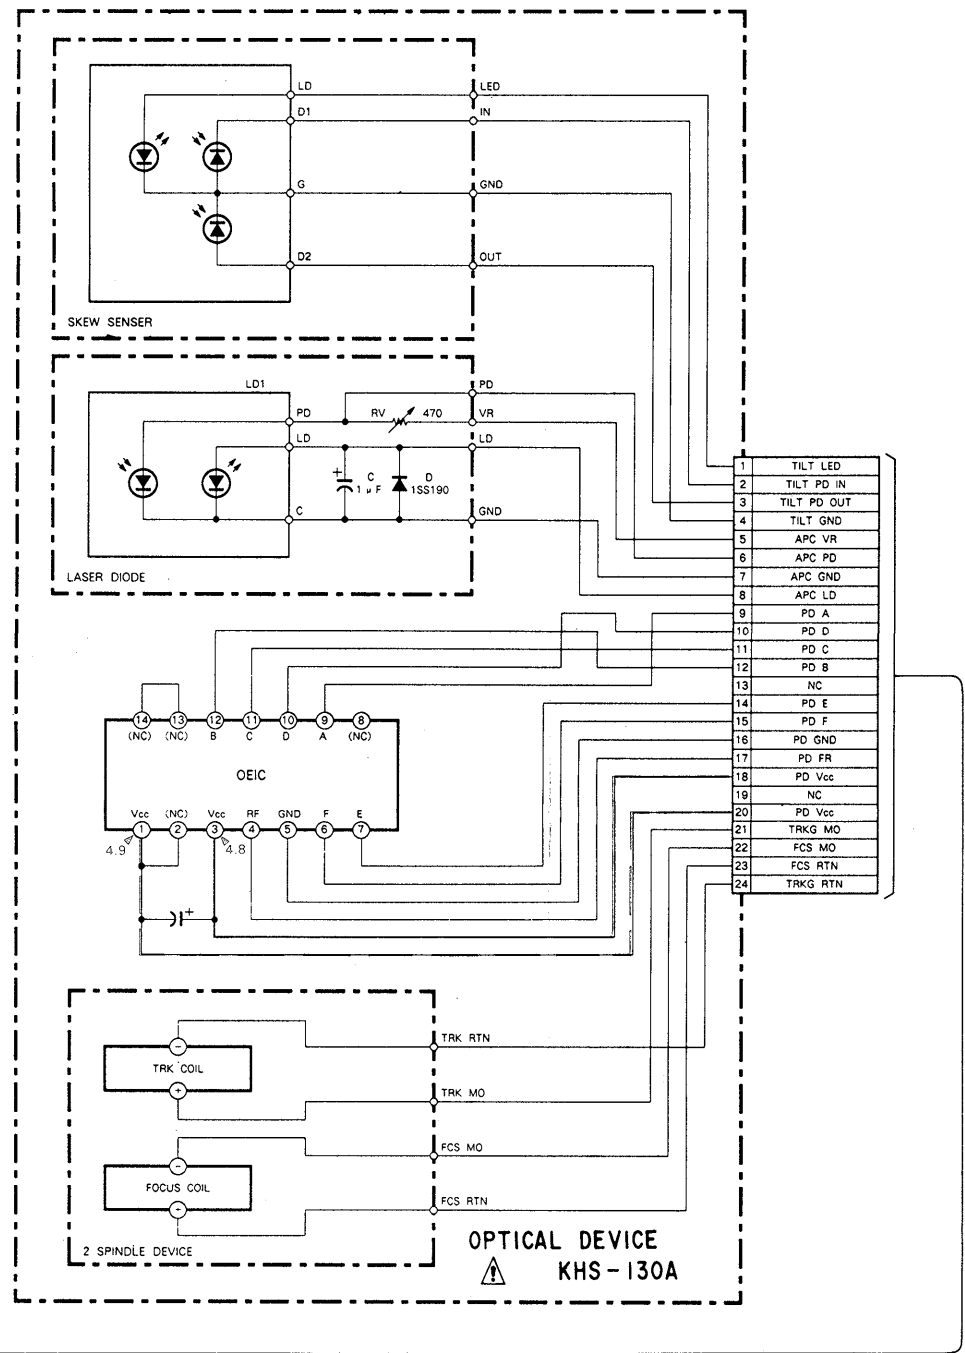 LD LED
D1 IN
G GND
D2 OUT
SKEW SENSER
LD1 PD
PD RV 470 VR
LD LD
+ C D
1 μF 1SS190
C GND
LASER DIODE
1 TILT LED
2 TILT PD IN
3 TILT PD OUT
4 TILT GND
5 APC VR
6 APC PD
7 APC GND
8 APC LD
9 PD A
10 PD D
11 PD C
12 PD B
13 NC
14 PD E
15 PD F
16 PD GND
17 PD FR
18 PD Vcc
19 NC
20 PD Vcc
21 TRKG MO
22 FCS MO
23 FCS RTN
24 TRKG RTN
14 13 12 11 10 9 8
(NC) (NC) B C D A (NC)
OEIC
Vcc (NC) Vcc RF GND F E
1 2 3 4 5 6 7
4.9 4.8
+
− TRK RTN
TRK COIL
+ TRK MO
− FCS MO
FOCUS COIL
+ FCS RTN
2 SPINDLE DEVICE
OPTICAL DEVICE
! KHS-130A